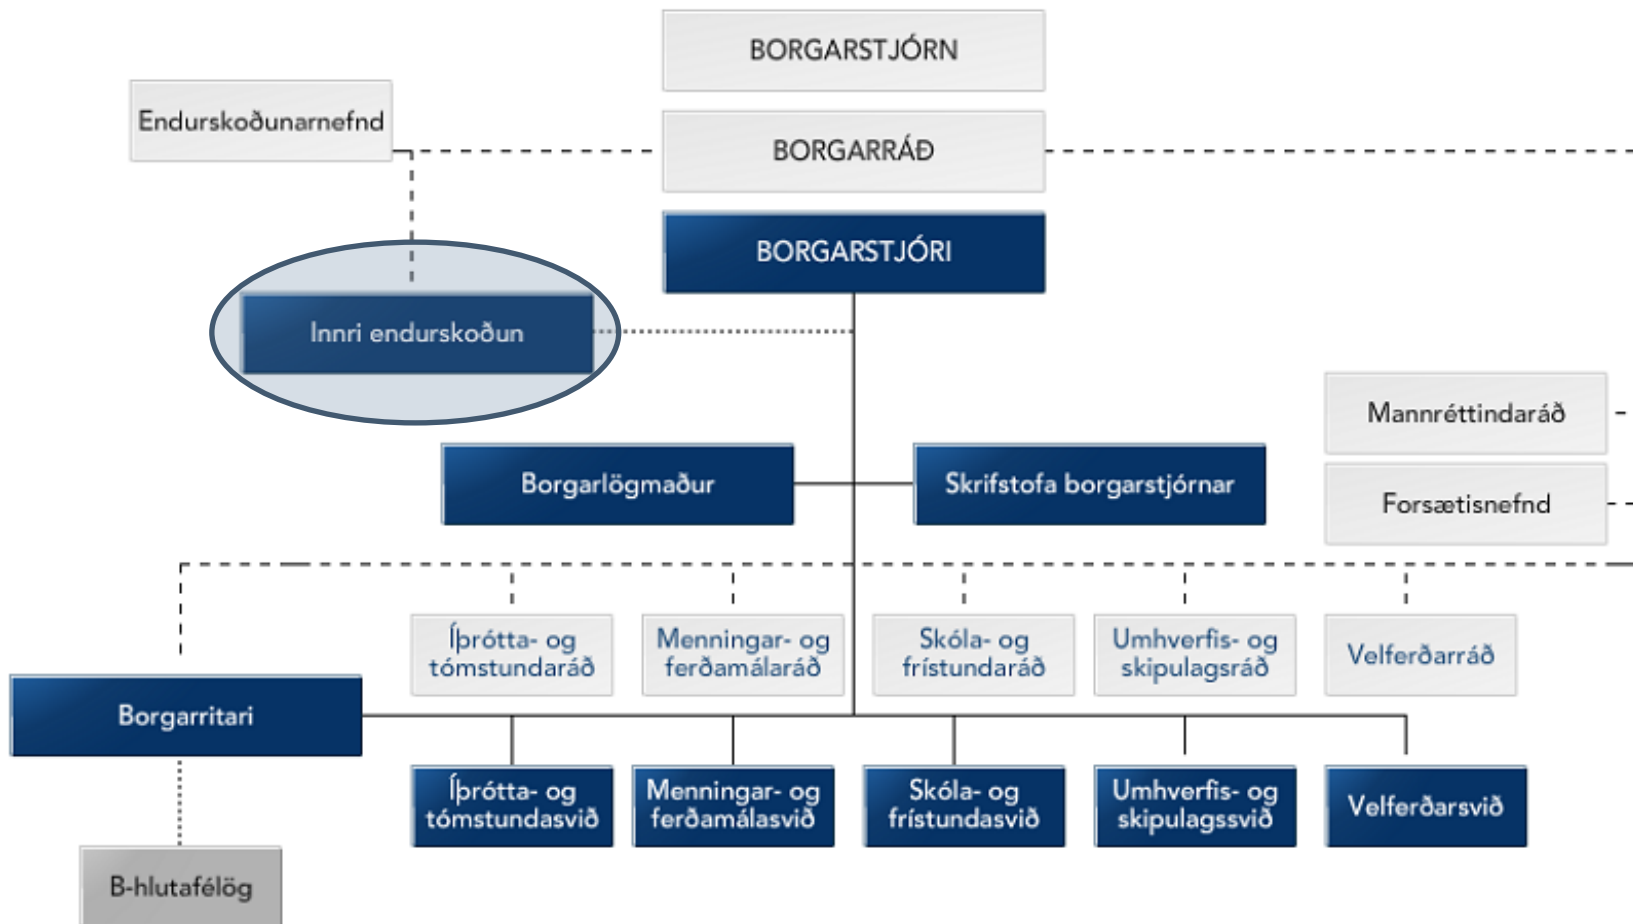 BORGARSTJÓRN
Endurskoðunarnefnd
BORGARRÁÐ
BORGARSTJÓRI
Innri endurskoðun
Mannréttindaráð
Borgarlögmaður
Skrifstofa borgarstjórnar
Forsætisnefnd
Íþrótta- og
tómstundaráð
Menningar- og
ferðamálaráð
Skóla- og
frístundaráð
Umhverfis- og
skipulagsráð
Velferðarráð
Borgarritari
Íþrótta- og
tómstundasvið
Menningar- og
ferðamálasvið
Skóla- og
frístundasvið
Umhverfis- og
skipulagssvið
Velferðarsvið
B-hlutafélög